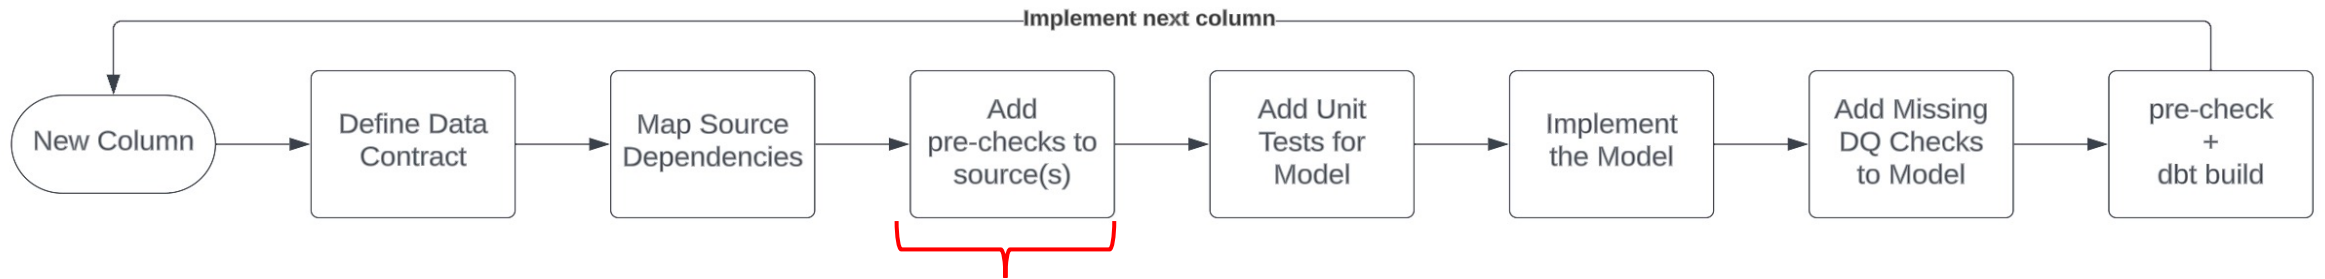 Implement next column
New Column
Define Data
Contract
Map Source
Dependencies
Add
pre-checks to
source(s)
Add Unit
Tests for
Model
Implement
the Model
Add Missing
DQ Checks
to Model
pre-check
+
dbt build